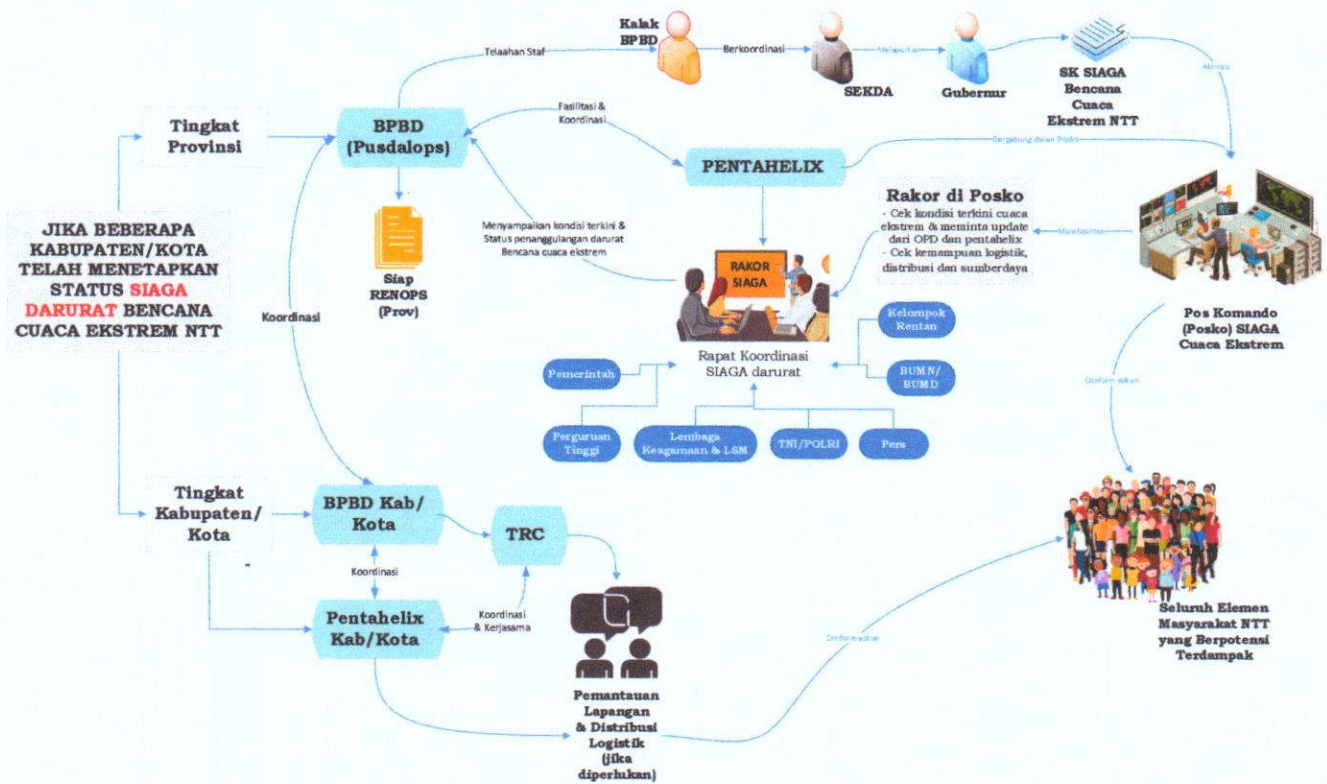 Kalak
BPBD
Telaahan Staf
Berkoordinasi
Melaporkan
SEKDA
Gubernur
SK SIAGA
Bencana
Cuaca
Ekstrem NTT
Aktivasi
Tingkat
Provinsi
BPBD
(Pusdalops)
Fasilitasi &
Koordinasi
PENTAHELIX
Bergabung dalam Posko
Rakor di Posko
- Cek kondisi terkini cuaca
ekstrem & meminta update
dari OPD dan pentahelix
- Cek kemampuan logistik,
distribusi dan sumberdaya
JIKA BEBERAPA
KABUPATEN/KOTA
TELAH MENETAPKAN
STATUS SIAGA
DARURAT BENCANA
CUACA EKSTREM NTT
Menyampaikan kondisi terkini &
Status penanggulangan darurat
Bencana cuaca ekstrem
Siap
RENOPS
(Prov)
RAKOR
SIAGA
Koordinasi
Pos Komando
(Posko) SIAGA
Cuaca Ekstrem
Kelompok
Rentan
Rapat Koordinasi
SIAGA darurat
Pemerintah
BUMN/
BUMD
Perguruan
Tinggi
Lembaga
Keagamaan & LSM
TNI/POLRI
Pers
Tingkat
Kabupaten/
Kota
BPBD Kab/
Kota
TRC
Koordinasi
Pentahelix
Kab/Kota
Koordinasi
& Kerjasama
Pemantauan
Lapangan
& Distribusi
Logistik
(jika
diperlukan)
Seluruh Elemen
Masyarakat NTT
yang Berpotensi
Terdampak